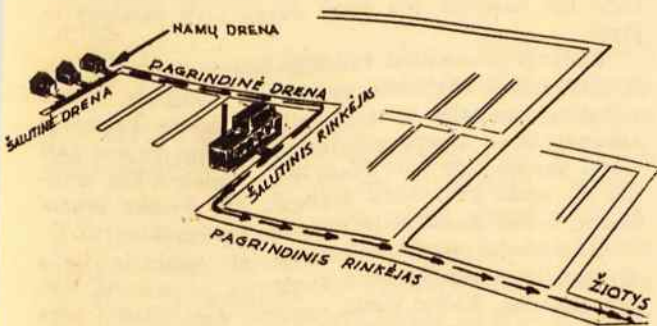 NAMŲ DRENA
PAGRINDINĖ DRENA
ŠALUTINĖ DRENA
ŠALUTINIS RINKĖJAS
PAGRINDINIS RINKĖJAS
ŽIOTYS